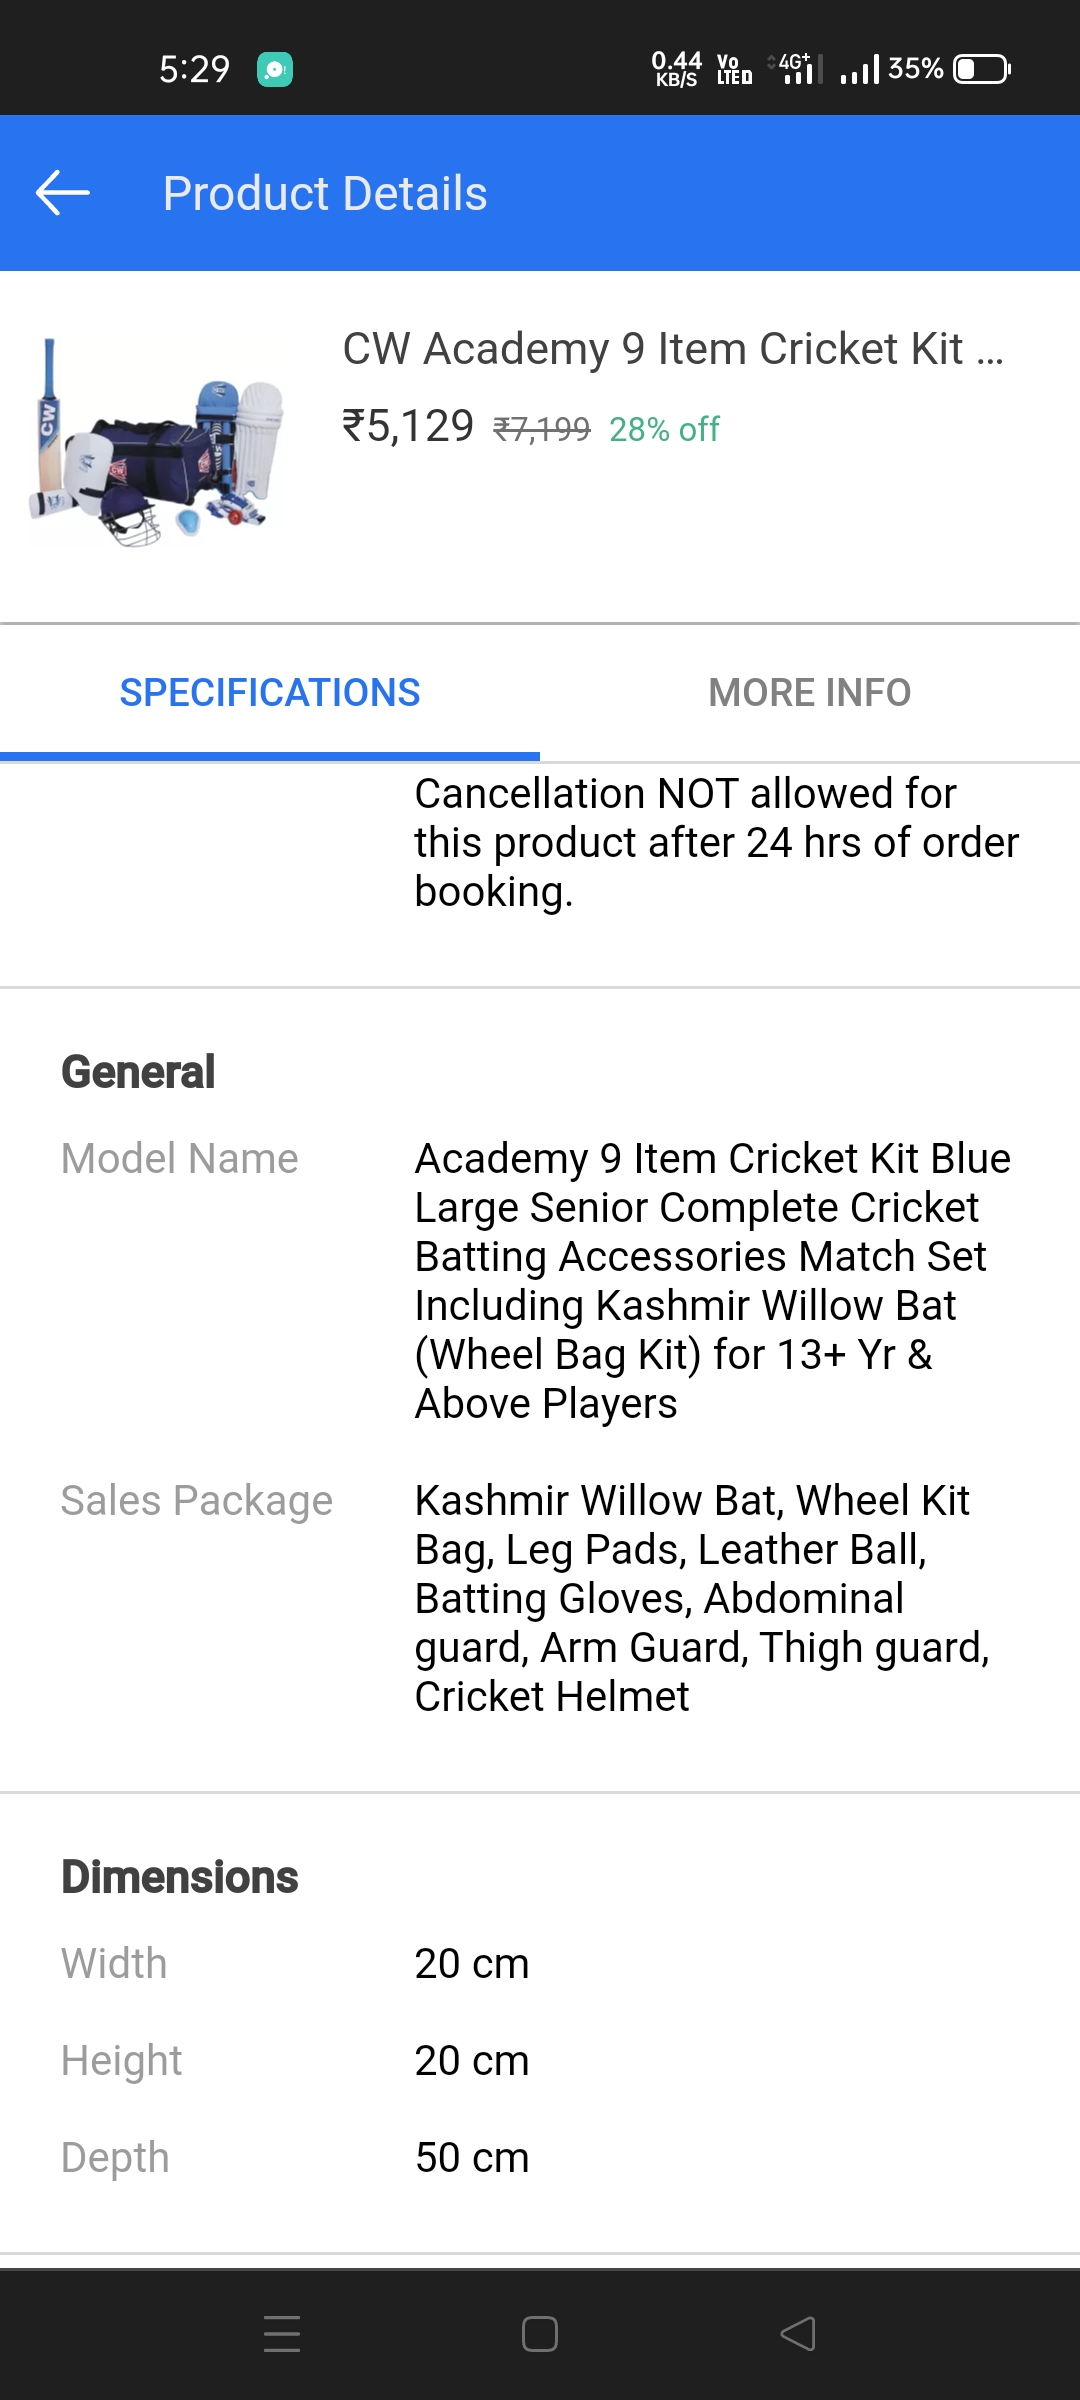 5:29
0.44 KB/S
Vo LTE
4G+
35%
Product Details
CW
CW Academy 9 Item Cricket Kit ...
₹5,129 ₹7,199 28% off
SPECIFICATIONS
MORE INFO
Cancellation NOT allowed for
this product after 24 hrs of order
booking.
General
Model Name
Academy 9 Item Cricket Kit Blue
Large Senior Complete Cricket
Batting Accessories Match Set
Including Kashmir Willow Bat
(Wheel Bag Kit) for 13+ Yr &
Above Players
Sales Package
Kashmir Willow Bat, Wheel Kit
Bag, Leg Pads, Leather Ball,
Batting Gloves, Abdominal
guard, Arm Guard, Thigh guard,
Cricket Helmet
Dimensions
Width
20 cm
Height
20 cm
Depth
50 cm